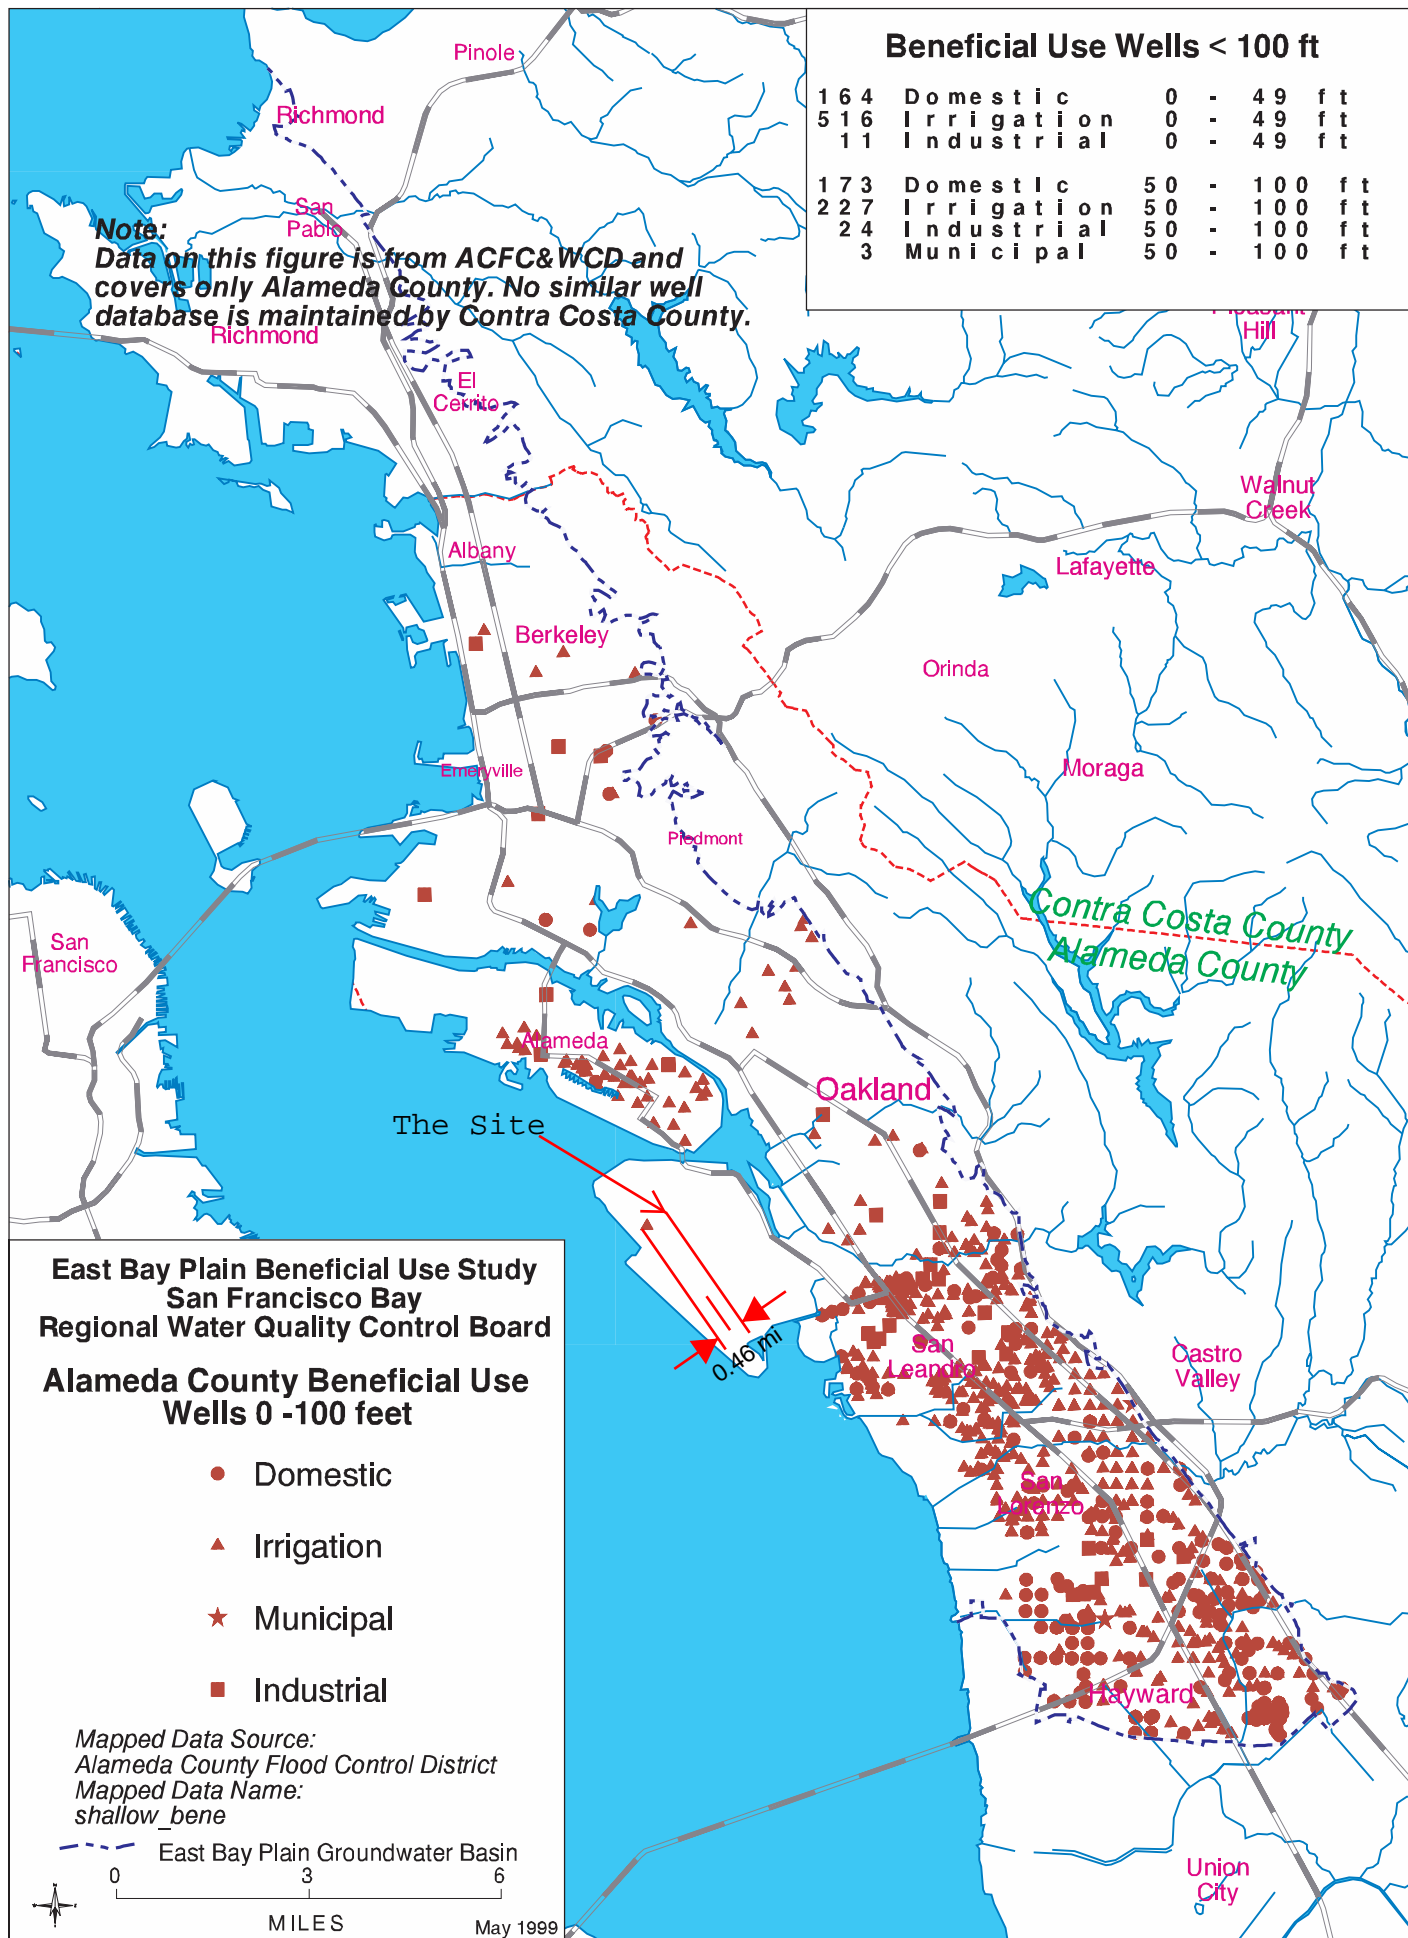 Beneficial Use Wells < 100 ft
164 Domestic 0 - 49 ft
516 Irrigation 0 - 49 ft
11 Industrial 0 - 49 ft
173 DomestIc 50 - 100 ft
227 Irrigation 50 - 100 ft
24 Industrial 50 - 100 ft
3 Municipal 50 - 100 ft
Pinole
Richmond
San
Pablo
Note:
Data on this figure is from ACFC&WCD and
covers only Alameda County. No similar well
database is maintained by Contra Costa County.
Richmond
Pleasant
Hill
El
Cerrito
Walnut
Creek
Albany
Lafayette
Berkeley
Orinda
Emeryville
Moraga
Piedmont
Contra Costa County
Alameda County
San
Francisco
Alameda
Oakland
The Site
0.46 mi
San
Leandro
Castro
Valley
San
Lorenzo
Hayward
Union
City
East Bay Plain Beneficial Use Study
San Francisco Bay
Regional Water Quality Control Board
Alameda County Beneficial Use
Wells 0 -100 feet
Domestic
Irrigation
Municipal
Industrial
Mapped Data Source:
Alameda County Flood Control District
Mapped Data Name:
shallow_bene
East Bay Plain Groundwater Basin
0 3 6
MILES
May 1999